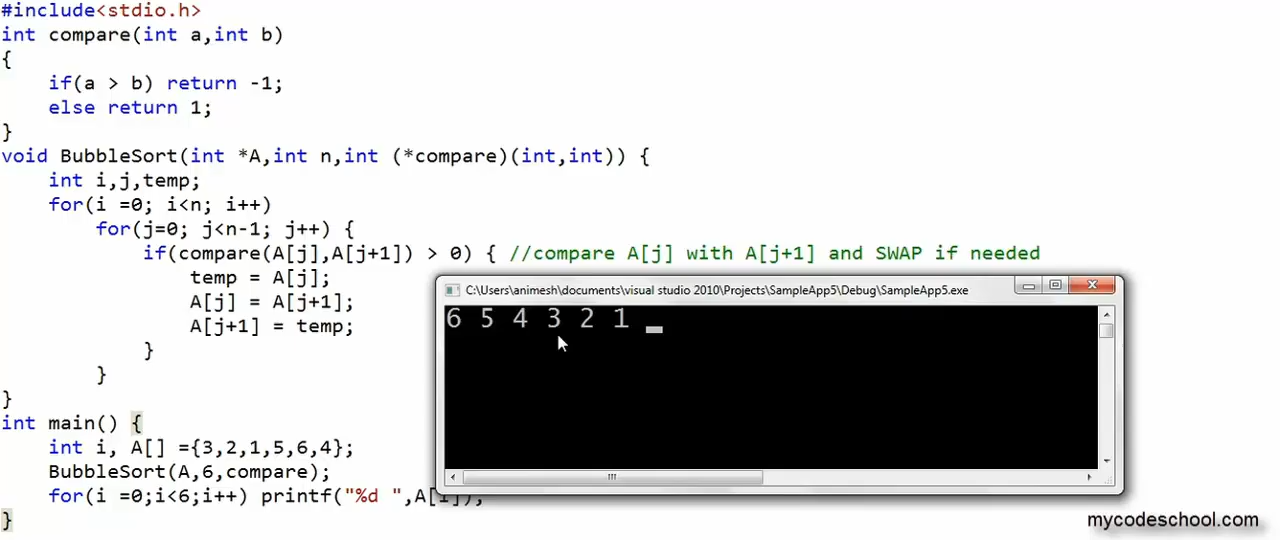 #include<stdio.h>
int compare(int a,int b)
{
if(a > b) return -1;
else return 1;
}
void BubbleSort(int *A,int n,int (*compare)(int,int)) {
int i,j,temp;
for(i =0; i<n; i++)
for(j=0; j<n-1; j++) {
if(compare(A[j],A[j+1]) > 0) { //compare A[j] with A[j+1] and SWAP if needed
temp = A[j];
A[j] = A[j+1];
A[j+1] = temp;
}
}
}
int main() {
int i, A[] ={3,2,1,5,6,4};
BubbleSort(A,6,compare);
for(i =0;i<6;i++) printf("%d ",A[i]);
}
C:\Users\animesh\documents\visual studio 2010\Projects\SampleApp5\Debug\SampleApp5.exe
6 5 4 3 2 1
mycodeschool.com